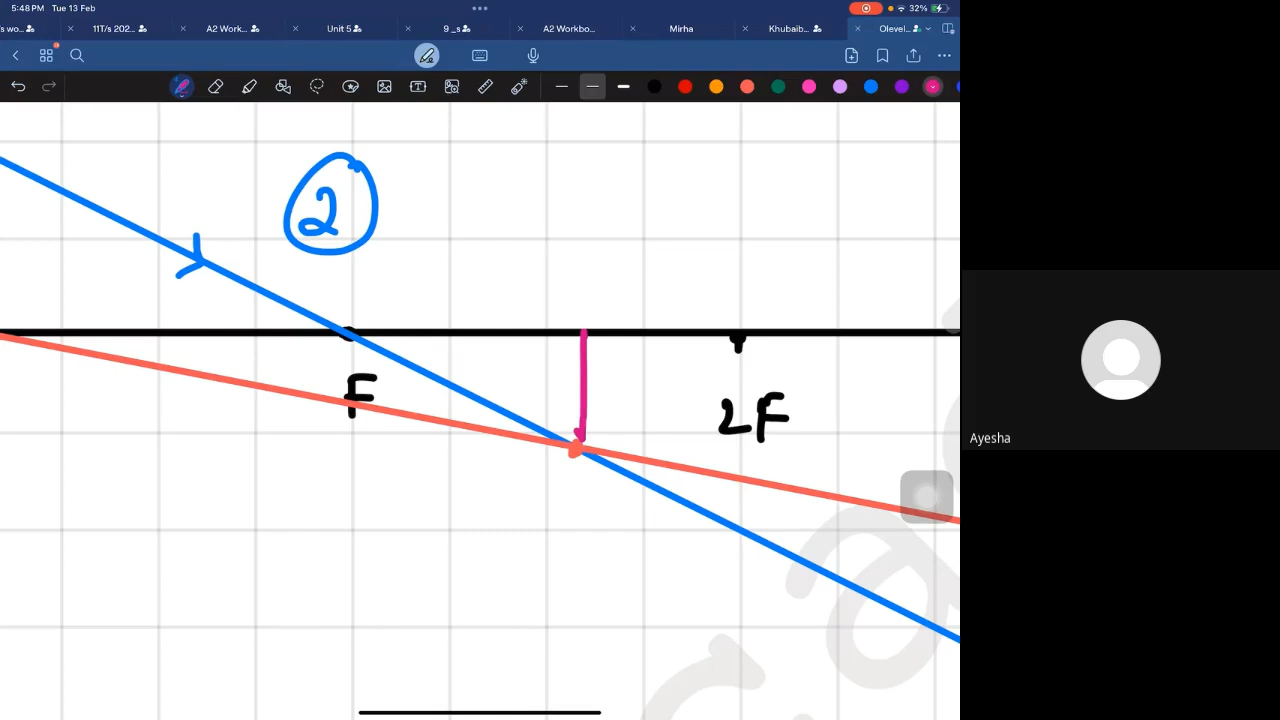 5:48 PM Tue 13 Feb
32%
's wo...
11T/s 202...
A2 Work...
Unit 5
9 _s
A2 Workbo...
Mirha
Khubaib...
Olevel...
2
F
2F
Ayesha